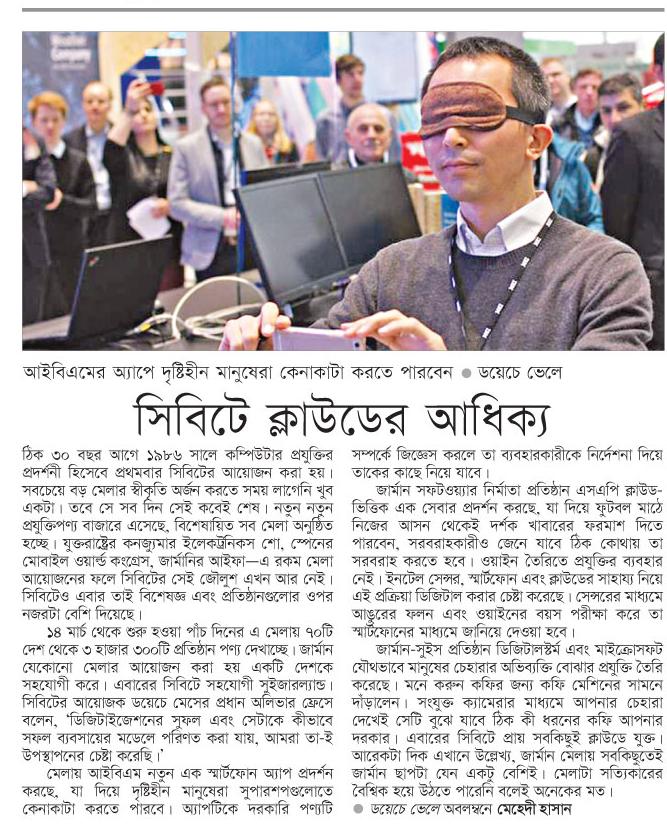 আইবিএমের অ্যাপে দৃষ্টিহীন মানুষেরা কেনাকাটা করতে পারবেন ● ডয়েচে ভেলে
সিবিটে ক্লাউডের আধিক্য
ঠিক ৩০ বছর আগে ১৯৮৬ সালে কম্পিউটার প্রযুক্তির
প্রদর্শনী হিসেবে প্রথমবার সিবিটের আয়োজন করা হয়।
সবচেয়ে বড় মেলার স্বীকৃতি অর্জন করতে সময় লাগেনি খুব
একটা। তবে সে সব দিন সেই কবেই শেষ। নতুন নতুন
প্রযুক্তিপণ্য বাজারে এসেছে, বিশেষায়িত সব মেলা অনুষ্ঠিত
হচ্ছে। যুক্তরাষ্ট্রের কনজ্যুমার ইলেকট্রনিকস শো, স্পেনের
মোবাইল ওয়ার্ল্ড কংগ্রেস, জার্মানির আইফা—এ রকম মেলা
আয়োজনের ফলে সিবিটের সেই জৌলুশ এখন আর নেই।
সিবিটেও এবার তাই বিশেষজ্ঞ এবং প্রতিষ্ঠানগুলোর ওপর
নজরটা বেশি দিয়েছে।
১৪ মার্চ থেকে শুরু হওয়া পাঁচ দিনের এ মেলায় ৭০টি
দেশ থেকে ৩ হাজার ৩০০টি প্রতিষ্ঠান পণ্য দেখাচ্ছে। জার্মান
যেকোনো মেলার আয়োজন করা হয় একটি দেশকে
সহযোগী করে। এবারের সিবিটে সহযোগী সুইজারল্যান্ড।
সিবিটের আয়োজক ডয়েচে মেসের প্রধান অলিভার ফ্রেসে
বলেন, ‘ডিজিটাইজেশনের সুফল এবং সেটাকে কীভাবে
সফল ব্যবসায়ের মডেলে পরিণত করা যায়, আমরা তা-ই
উপস্থাপনের চেষ্টা করেছি।’
মেলায় আইবিএম নতুন এক স্মার্টফোন অ্যাপ প্রদর্শন
করছে, যা দিয়ে দৃষ্টিহীন মানুষেরা সুপারশপগুলোতে
কেনাকাটা করতে পারবে। অ্যাপটিকে দরকারি পণ্যটি
সম্পর্কে জিজ্ঞেস করলে তা ব্যবহারকারীকে নির্দেশনা দিয়ে
তাকের কাছে নিয়ে যাবে।
জার্মান সফটওয়্যার নির্মাতা প্রতিষ্ঠান এসএপি ক্লাউড-
ভিত্তিক এক সেবার প্রদর্শন করছে, যা দিয়ে ফুটবল মাঠে
নিজের আসন থেকেই দর্শক খাবারের ফরমাশ দিতে
পারবেন, সরবরাহকারীও জেনে যাবে ঠিক কোথায় তা
সরবরাহ করতে হবে। ওয়াইন তৈরিতে প্রযুক্তির ব্যবহার
নেই। ইনটেল সেন্সর, স্মার্টফোন এবং ক্লাউডের সাহায্য নিয়ে
এই প্রক্রিয়া ডিজিটাল করার চেষ্টা করেছে। সেন্সরের মাধ্যমে
আঙুরের ফলন এবং ওয়াইনের বয়স পরীক্ষা করে তা
স্মার্টফোনের মাধ্যমে জানিয়ে দেওয়া হবে।
জার্মান-সুইস প্রতিষ্ঠান ডিজিটালস্টর্ম এবং মাইক্রোসফট
যৌথভাবে মানুষের চেহারার অভিব্যক্তি বোঝার প্রযুক্তি তৈরি
করেছে। মনে করুন কফির জন্য কফি মেশিনের সামনে
দাঁড়ালেন। সংযুক্ত ক্যামেরার মাধ্যমে আপনার চেহারা
দেখেই সেটি বুঝে যাবে ঠিক কী ধরনের কফি আপনার
দরকার। এবারের সিবিটে প্রায় সবকিছুই ক্লাউডে যুক্ত।
আরেকটা দিক এখানে উল্লেখ্য, জার্মান মেলায় সবকিছুতেই
জার্মান ছাপটা যেন একটু বেশিই। মেলাটা সত্যিকারের
বৈশ্বিক হয়ে উঠতে পারেনি বলেই অনেকের মত।
● ডয়েচে ভেলে অবলম্বনে মেহেদী হাসান